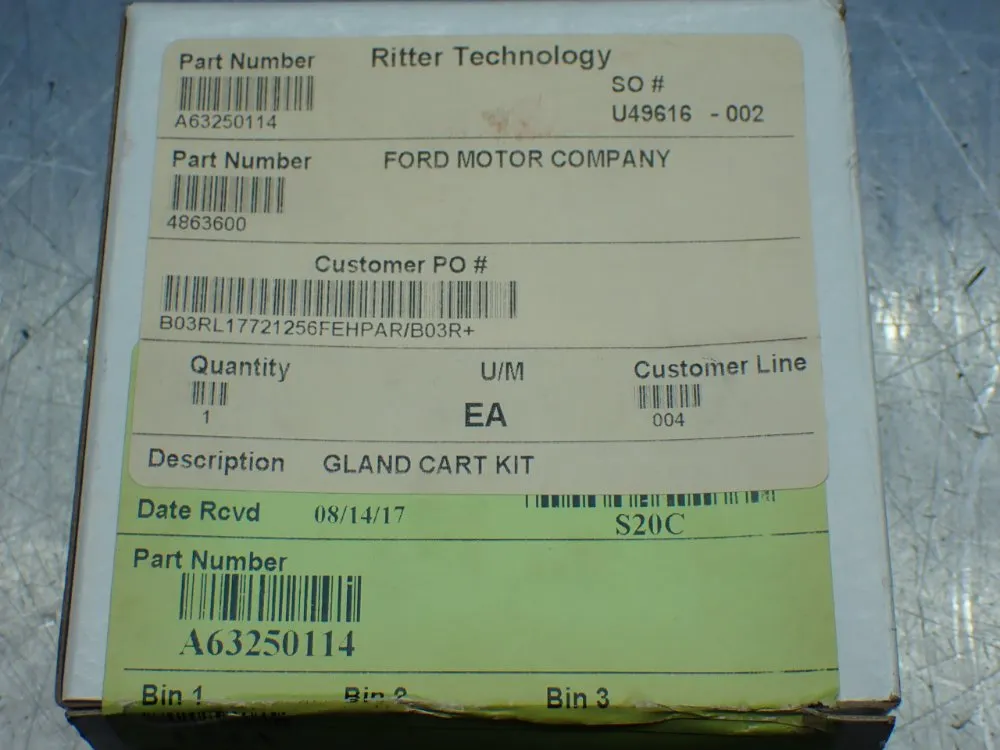 Part Number Ritter Technology
SO #
A63250114 U49616 - 002
Part Number FORD MOTOR COMPANY
4863600
Customer PO #
B03RL17721256FEHPAR/B03R+
Quantity U/M Customer Line
1 EA 004
Description GLAND CART KIT
Date Rcvd 08/14/17 S20C
Part Number
A63250114
Bin 1 Bin 2 Bin 3